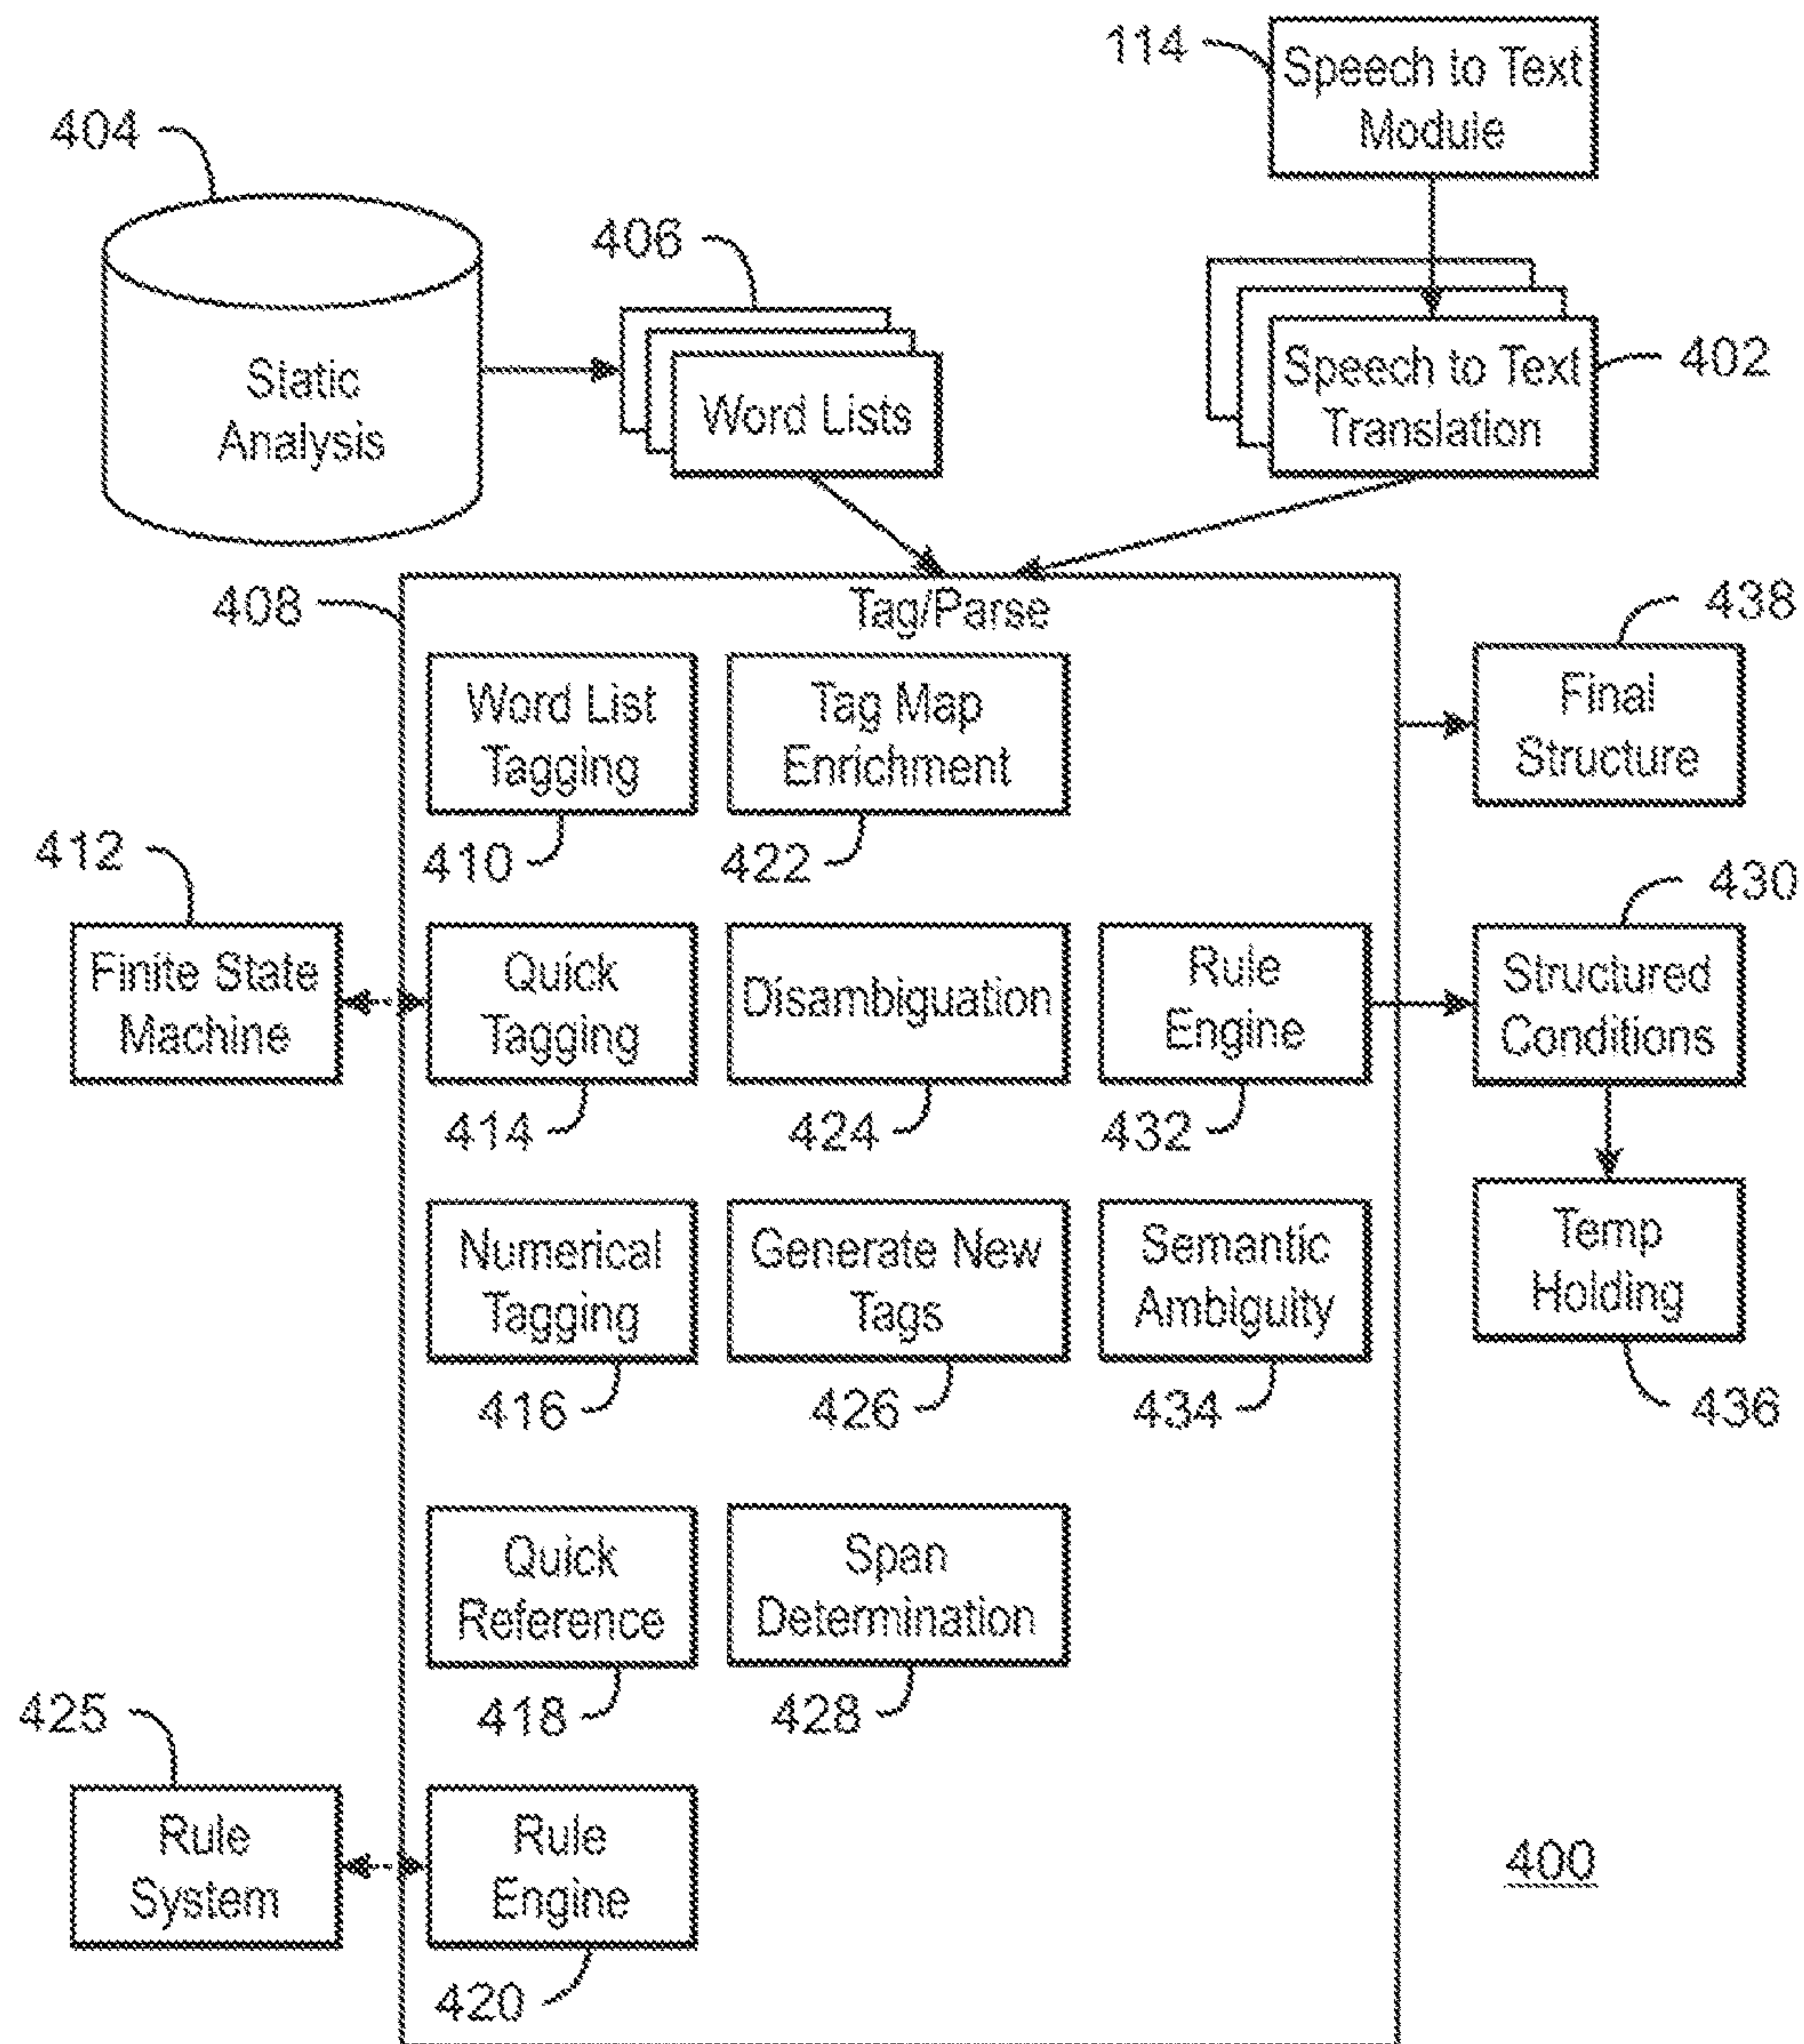 114
Speech to Text
Module
404
406
Static
Analysis
Word Lists
Speech to Text
Translation
402
408
Tag/Parse
438
Word List
Tagging
Tag Map
Enrichment
Final
Structure
410
422
412
430
Finite State
Machine
Quick
Tagging
Disambiguation
Rule
Engine
Structured
Conditions
414
424
432
Numerical
Tagging
Generate New
Tags
Semantic
Ambiguity
Temp
Holding
416
426
434
436
Quick
Reference
Span
Determination
418
428
425
Rule
System
Rule
Engine
400
420